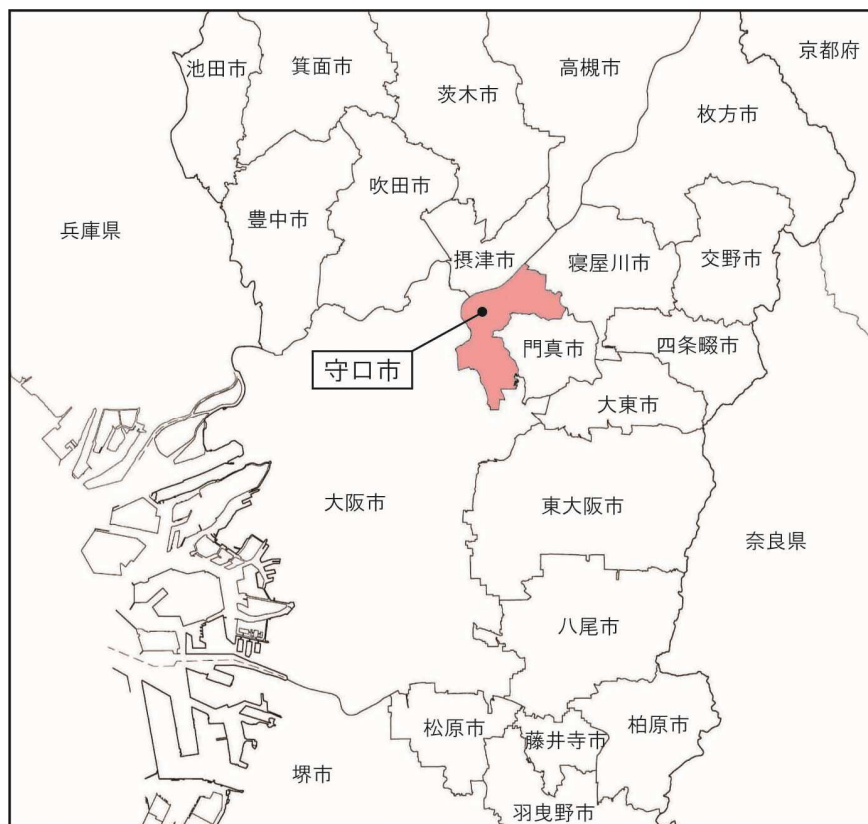 京都府
池田市
箕面市
高槻市
茨木市
枚方市
吹田市
豊中市
兵庫県
摂津市
寝屋川市
交野市
門真市
四条畷市
守口市
大東市
大阪市
東大阪市
奈良県
八尾市
松原市
藤井寺市
柏原市
堺市
羽曳野市